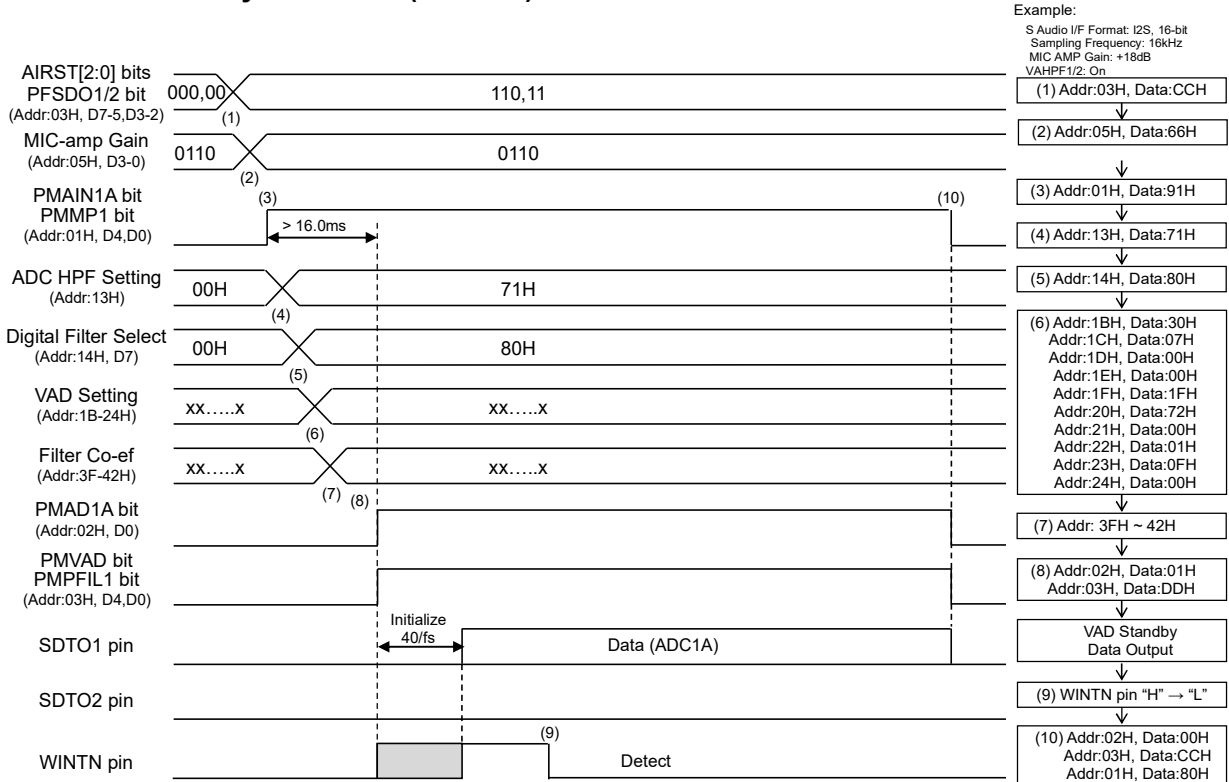 Example:
S Audio I/F Format: I2S, 16-bit
Sampling Frequency: 16kHz
MIC AMP Gain: +18dB
VAHPF1/2: On
AIRST[2:0] bits
PFSDO1/2 bit
(Addr:03H, D7-5,D3-2)
000,00
(1)
110,11
MIC-amp Gain
(Addr:05H, D3-0)
0110
(2)
0110
PMAIN1A bit
PMMP1 bit
(Addr:01H, D4,D0)
(3)
> 16.0ms
(10)
ADC HPF Setting
(Addr:13H)
00H
(4)
71H
Digital Filter Select
(Addr:14H, D7)
00H
(5)
80H
VAD Setting
(Addr:1B-24H)
xx…..x
(6)
xx…..x
Filter Co-ef
(Addr:3F-42H)
xx…..x
(7)
(8)
xx…..x
PMAD1A bit
(Addr:02H, D0)
PMVAD bit
PMPFIL1 bit
(Addr:03H, D4,D0)
Initialize
40/fs
SDTO1 pin
Data (ADC1A)
SDTO2 pin
WINTN pin
(9)
Detect
(1) Addr:03H, Data:CCH
(2) Addr:05H, Data:66H
(3) Addr:01H, Data:91H
(4) Addr:13H, Data:71H
(5) Addr:14H, Data:80H
(6) Addr:1BH, Data:30H
Addr:1CH, Data:07H
Addr:1DH, Data:00H
Addr:1EH, Data:00H
Addr:1FH, Data:1FH
Addr:20H, Data:72H
Addr:21H, Data:00H
Addr:22H, Data:01H
Addr:23H, Data:0FH
Addr:24H, Data:00H
(7) Addr: 3FH ~ 42H
(8) Addr:02H, Data:01H
Addr:03H, Data:DDH
VAD Standby
Data Output
(9) WINTN pin “H” → “L”
(10) Addr:02H, Data:00H
Addr:03H, Data:CCH
Addr:01H, Data:80H